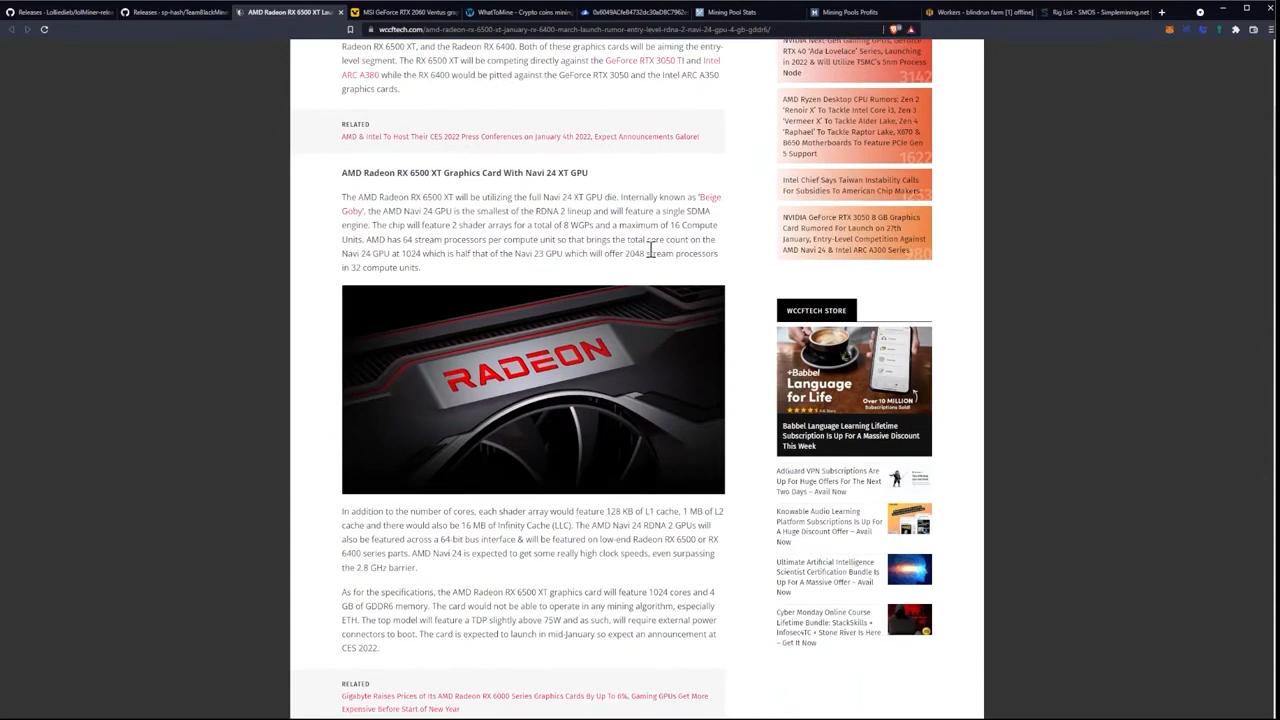 Releases · Lolliedieb/lolMiner-rele
Releases · sp-hash/TeamBlackMin
AMD Radeon RX 6500 XT Lau
MSI GeForce RTX 2060 Ventus
WhatToMine - Crypto coins mining
Mining Pool Stats
Mining Pools Profits
Workers - blindrun farm [1] offline]
Rig List - SMOS - Simplemining.net
wccftech.com/amd-radeon-rx-6500-xt-january-rx-6400-march-launch-rumor-entry-level-rdna-2-navi-24-gpu-4-gb-gddr6/
Radeon RX 6500 XT, and the Radeon RX 6400. Both of these graphics cards will be aiming the entry-
level segment. The RX 6500 XT will be competing directly against the GeForce RTX 3050 TI and Intel
ARC A380 while the RX 6400 would be pitted against the GeForce RTX 3050 and the Intel ARC A350
graphics cards.
RELATED
AMD & Intel To Host Their CES 2022 Press Conferences on January 4th 2022, Expect Announcements Galore!
AMD Radeon RX 6500 XT Graphics Card With Navi 24 XT GPU
The AMD Radeon RX 6500 XT will be utilizing the full Navi 24 XT GPU die. Internally known as 'Beige
Goby', the AMD Navi 24 GPU is the smallest of the RDNA 2 lineup and will feature a single SDMA
engine. The chip will feature 2 shader arrays for a total of 8 WGPs and a maximum of 16 Compute
Units. AMD has 64 stream processors per compute unit so that brings the total core count on the
Navi 24 GPU at 1024 which is half that of the Navi 23 GPU which will offer 2048 stream processors
in 32 compute units.
RADEON
In addition to the number of cores, each shader array would feature 128 KB of L1 cache, 1 MB of L2
cache and there would also be 16 MB of Infinity Cache (LLC). The AMD Navi 24 RDNA 2 GPUs will
also be featured across a 64-bit bus interface & will be featured on low-end Radeon RX 6500 or RX
6400 series parts. AMD Navi 24 is expected to get some really high clock speeds, even surpassing
the 2.8 GHz barrier.
As for the specifications, the AMD Radeon RX 6500 XT graphics card will feature 1024 cores and 4
GB of GDDR6 memory. The card would not be able to operate in any mining algorithm, especially
ETH. The top model will feature a TDP slightly above 75W and as such, will require external power
connectors to boot. The card is expected to launch in mid-January so expect an announcement at
CES 2022.
RELATED
Gigabyte Raises Prices of Its AMD Radeon RX 6000 Series Graphics Cards By Up To 6%, Gaming GPUs Get More
Expensive Before Start of New Year
NVIDIA Next-Gen Gaming GPUs, GeForce
RTX 40 'Ada Lovelace' Series, Launching
in 2022 & Will Utilize TSMC's 5nm Process
Node
3142
AMD Ryzen Desktop CPU Rumors: Zen 2
'Renoir X' To Tackle Intel Core i3, Zen 3
'Vermeer X' To Tackle Alder Lake, Zen 4
'Raphael' To Tackle Raptor Lake, X670 &
B650 Motherboards To Feature PCIe Gen
5 Support
1622
Intel Chief Says Taiwan Instability Calls
For Subsidies To American Chip Makers
NVIDIA GeForce RTX 3050 8 GB Graphics
Card Rumored For Launch on 27th
January, Entry-Level Competition Against
AMD Navi 24 & Intel ARC A300 Series
WCCFTECH STORE
+Babbel
Language
for Life
Over 10 MILLION
Subscriptions Sold!
Babbel Language Learning Lifetime
Subscription Is Up For A Massive Discount
This Week
AdGuard VPN Subscriptions Are
Up For Huge Offers For The Next
Two Days – Avail Now
Knowable Audio Learning
Platform Subscriptions Is Up For
A Huge Discount Offer – Avail
Now
Ultimate Artificial Intelligence
Scientist Certification Bundle Is
Up For A Massive Offer – Avail
Now
Cyber Monday Online Course
Lifetime Bundle: StackSkills +
Infosec4TC + Stone River Is Here
– Get It Now